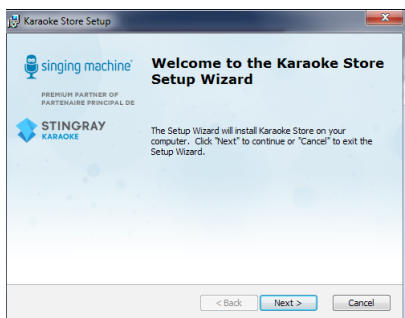 Karaoke Store Setup
singing machine®
PREMIUM PARTNER OF
PARTENAIRE PRINCIPAL DE
STINGRAY
KARAOKE
Welcome to the Karaoke Store
Setup Wizard
The Setup Wizard will install Karaoke Store on your
computer. Click "Next" to continue or "Cancel" to exit the
Setup Wizard.
< Back
Next >
Cancel